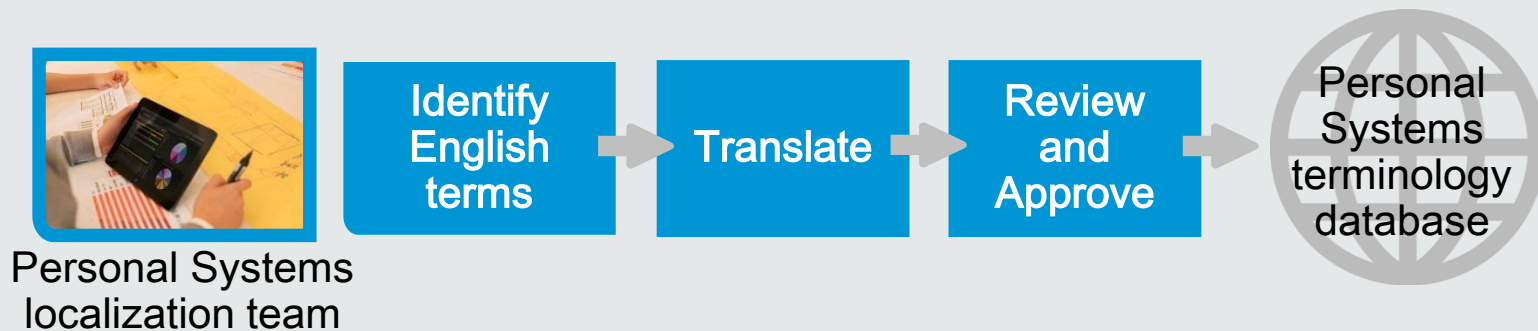 Personal Systems
localization team
Identify
English
terms
Translate
Review
and
Approve
Personal
Systems
terminology
database